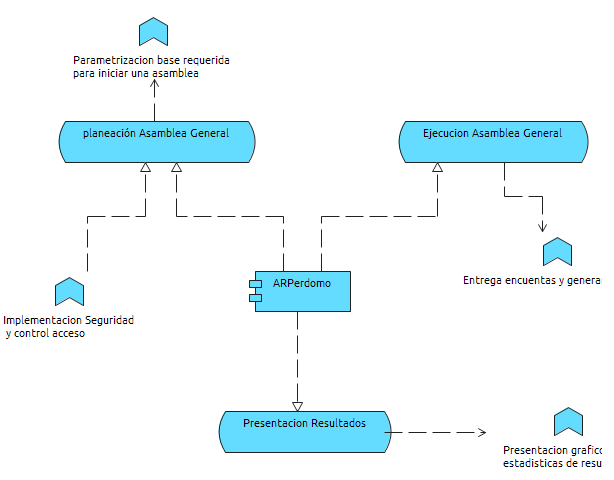 Parametrizacion base requerida
para iniciar una asamblea
planeación Asamblea General
Ejecucion Asamblea General
Entrega encuentas y genera
ARPerdomo
Implementacion Seguridad
y control acceso
Presentacion Resultados
Presentacion grafico
estadisticas de resu